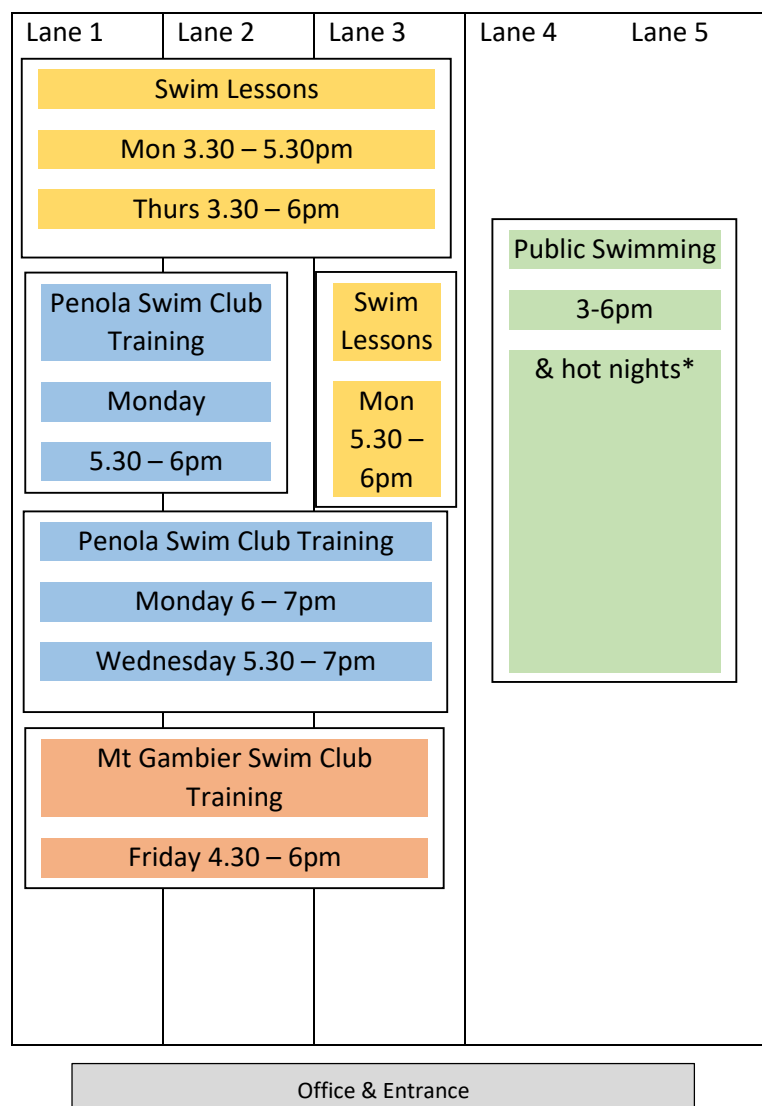 Lane 1
Lane 2
Lane 3
Lane 4
Lane 5
Swim Lessons
Mon 3.30 – 5.30pm
Thurs 3.30 – 6pm
Public Swimming
3-6pm
& hot nights*
Penola Swim Club
Training
Monday
5.30 – 6pm
Swim
Lessons
Mon
5.30 –
6pm
Penola Swim Club Training
Monday 6 – 7pm
Wednesday 5.30 – 7pm
Mt Gambier Swim Club
Training
Friday 4.30 – 6pm
Office & Entrance